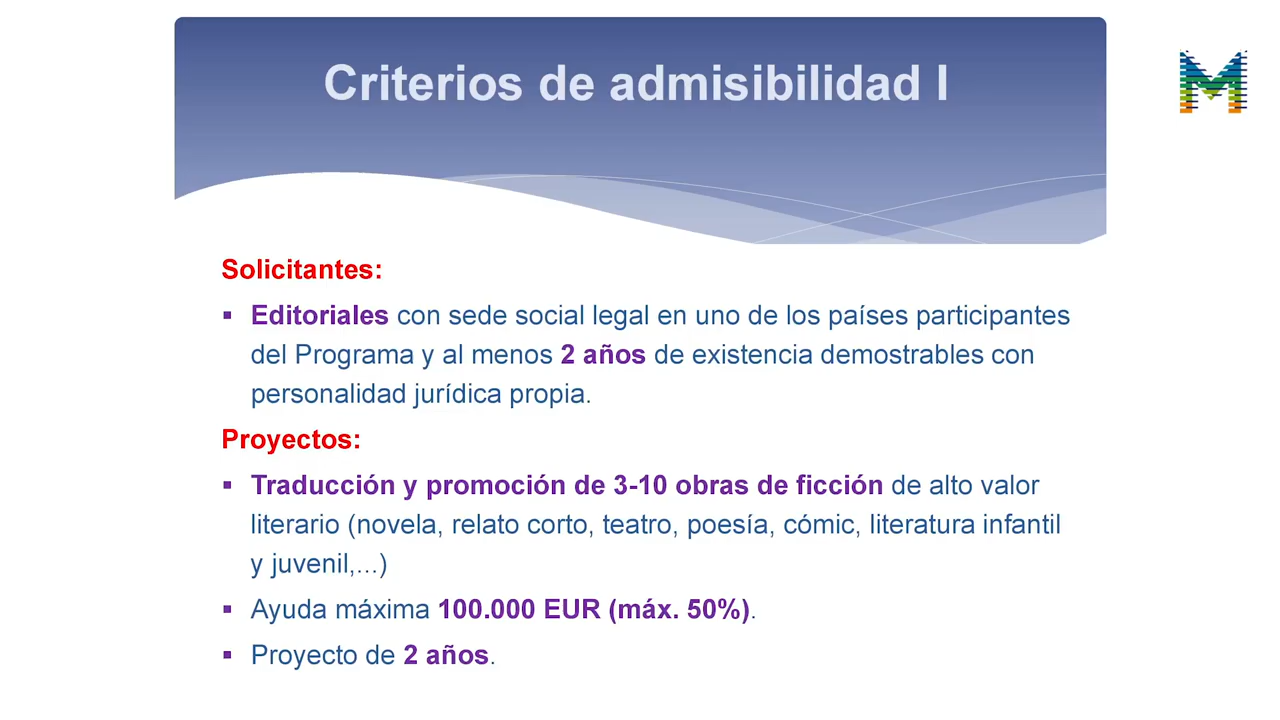 Criterios de admisibilidad I
M
Solicitantes:
▪ Editoriales con sede social legal en uno de los países participantes
del Programa y al menos 2 años de existencia demostrables con
personalidad jurídica propia.
Proyectos:
▪ Traducción y promoción de 3-10 obras de ficción de alto valor
literario (novela, relato corto, teatro, poesía, cómic, literatura infantil
y juvenil,...)
▪ Ayuda máxima 100.000 EUR (máx. 50%).
▪ Proyecto de 2 años.